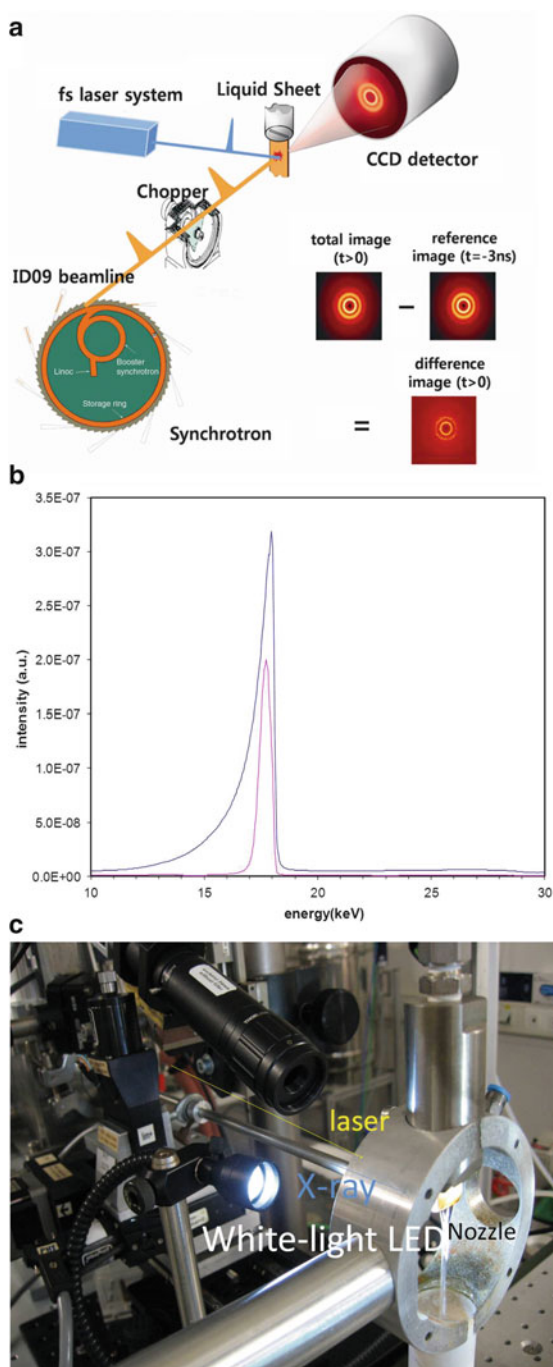 a
fs laser system
Liquid Sheet
CCD detector
Chopper
ID09 beamline
total image
(t>0)
reference
image (t=-3ns)
−
difference
image (t>0)
=
Linoc
Booster
synchrotron
Storage ring
Synchrotron
b
3.5E-07
3.0E-07
2.5E-07
2.0E-07
1.5E-07
1.0E-07
5.0E-08
0.0E+00
intensity (a.u.)
10
15
20
25
30
energy(keV)
c
laser
X-ray
White-light LED
Nozzle